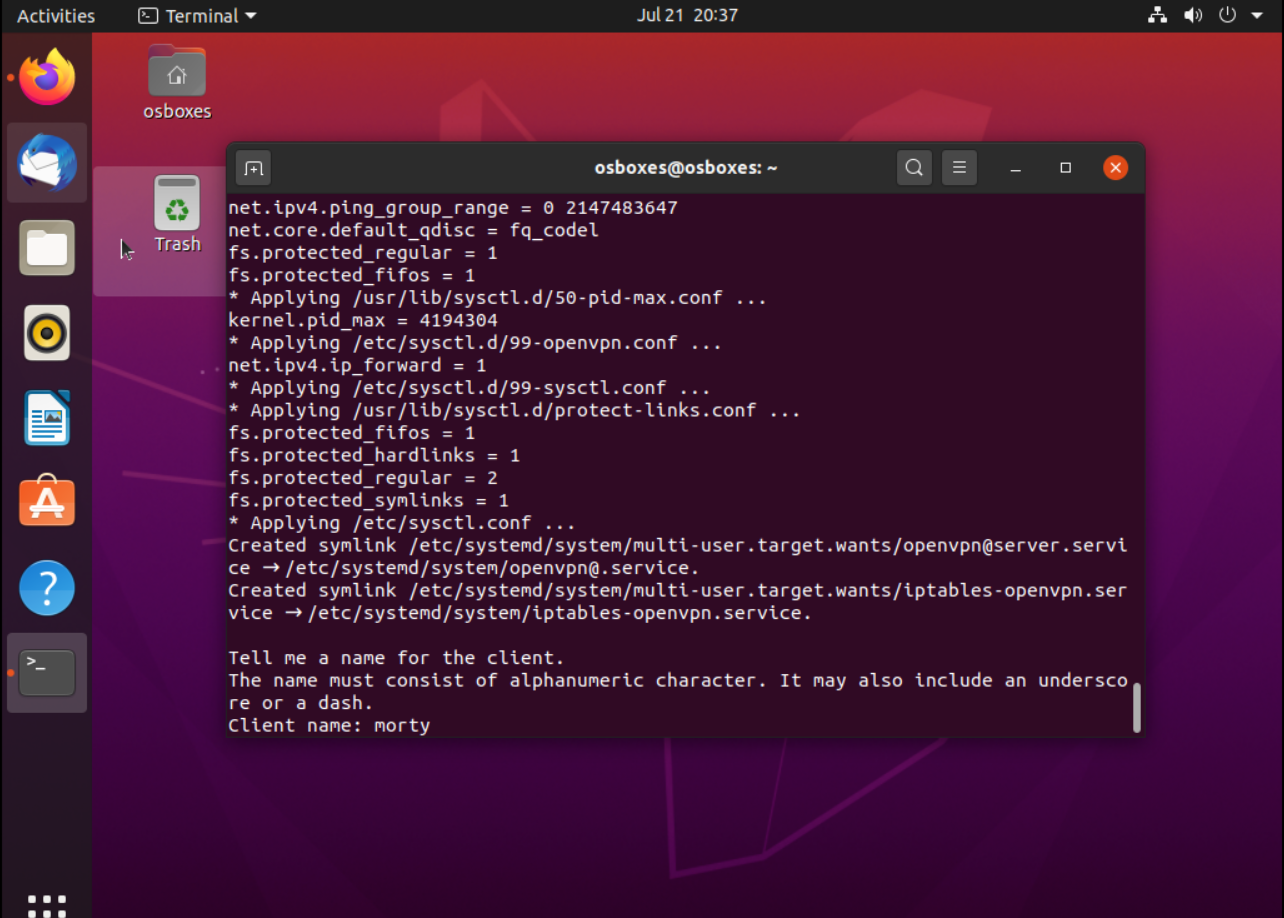 Activities
Terminal
Jul 21 20:37
osboxes
Trash
osboxes@osboxes: ~
net.ipv4.ping_group_range = 0 2147483647
net.core.default_qdisc = fq_codel
fs.protected_regular = 1
fs.protected_fifos = 1
* Applying /usr/lib/sysctl.d/50-pid-max.conf ...
kernel.pid_max = 4194304
* Applying /etc/sysctl.d/99-openvpn.conf ...
net.ipv4.ip_forward = 1
* Applying /etc/sysctl.d/99-sysctl.conf ...
* Applying /usr/lib/sysctl.d/protect-links.conf ...
fs.protected_fifos = 1
fs.protected_hardlinks = 1
fs.protected_regular = 2
fs.protected_symlinks = 1
* Applying /etc/sysctl.conf ...
Created symlink /etc/systemd/system/multi-user.target.wants/openvpn@server.servi
ce → /etc/systemd/system/openvpn@.service.
Created symlink /etc/systemd/system/multi-user.target.wants/iptables-openvpn.ser
vice → /etc/systemd/system/iptables-openvpn.service.
Tell me a name for the client.
The name must consist of alphanumeric character. It may also include an undersco
re or a dash.
Client name: morty